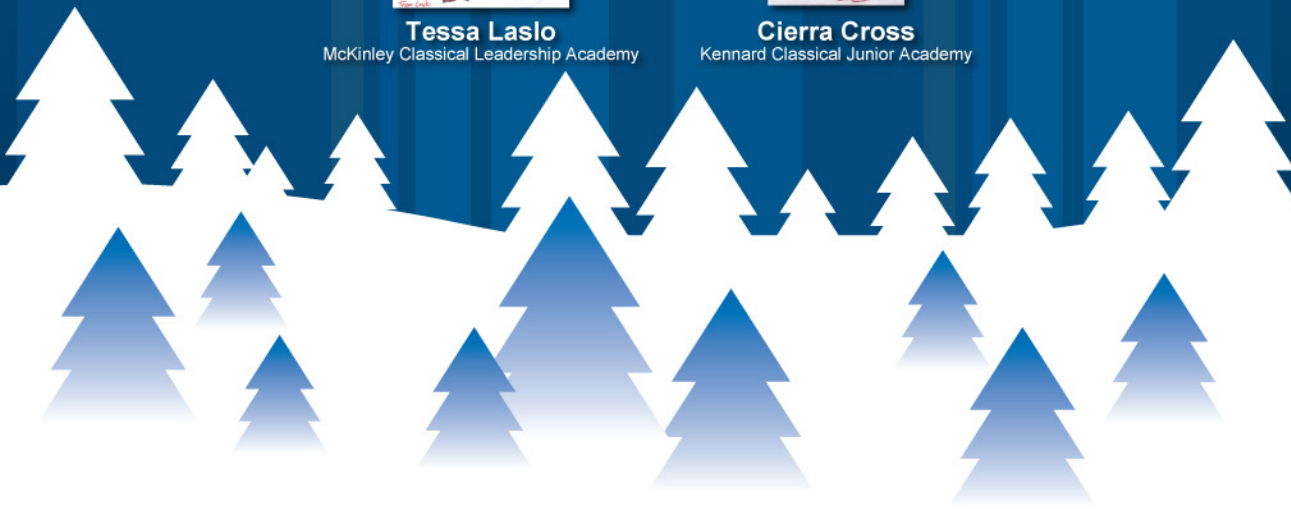 Tessa Laslo
McKinley Classical Leadership Academy
Cierra Cross
Kennard Classical Junior Academy